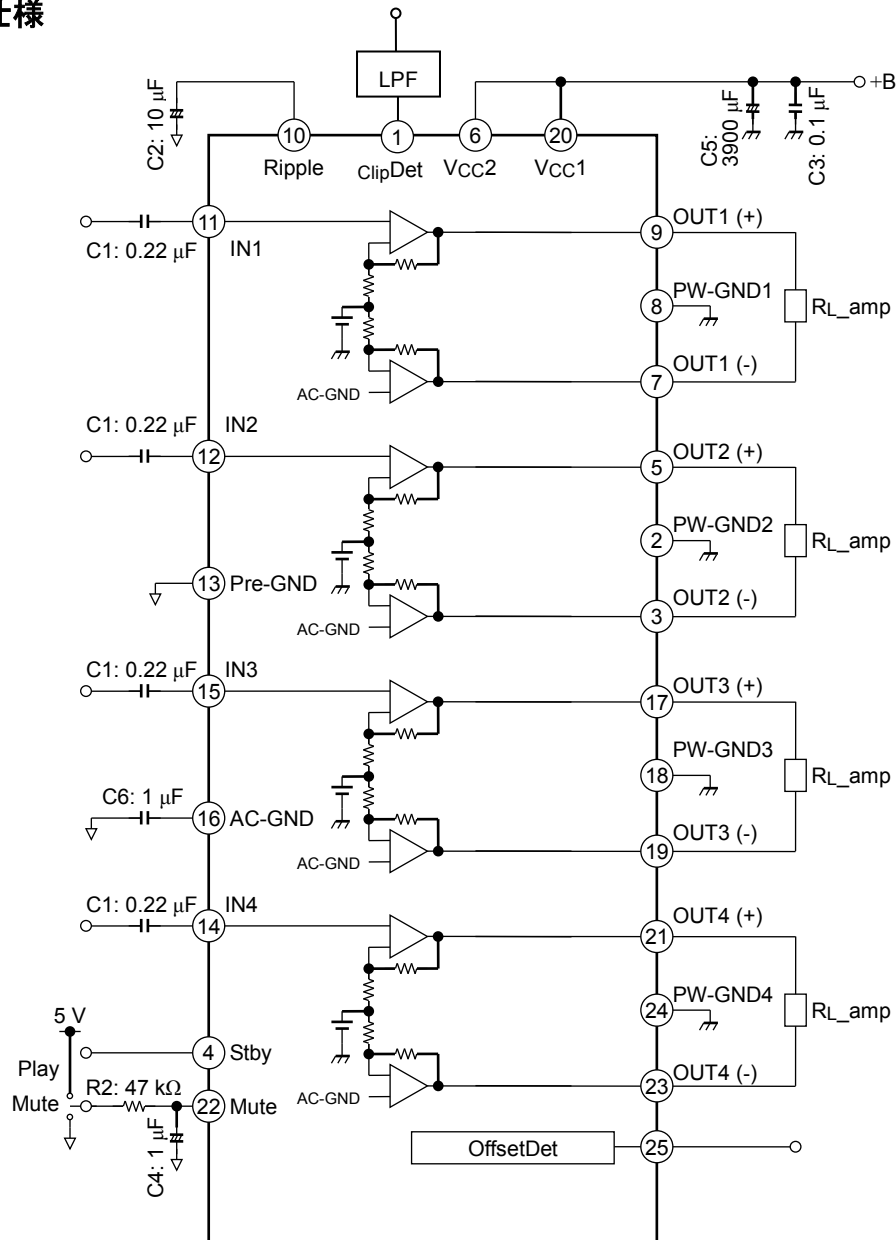 仕様
LPF
+B
C2: 10 µF
10
1
6
20
C5: 3900 µF
C3: 0.1 µF
Ripple
ClipDet
VCC2
VCC1
11
C1: 0.22 µF
IN1
9
OUT1 (+)
8
PW-GND1
RL_amp
7
OUT1 (-)
AC-GND
C1: 0.22 µF
IN2
12
5
OUT2 (+)
2
PW-GND2
RL_amp
13
Pre-GND
3
OUT2 (-)
AC-GND
C1: 0.22 µF
IN3
15
17
OUT3 (+)
18
PW-GND3
RL_amp
C6: 1 µF
16
AC-GND
19
OUT3 (-)
AC-GND
C1: 0.22 µF
IN4
14
21
OUT4 (+)
24
PW-GND4
RL_amp
5 V
4
Stby
Play
R2: 47 kΩ
Mute
22
Mute
C4: 1 µF
23
OUT4 (-)
AC-GND
OffsetDet
25